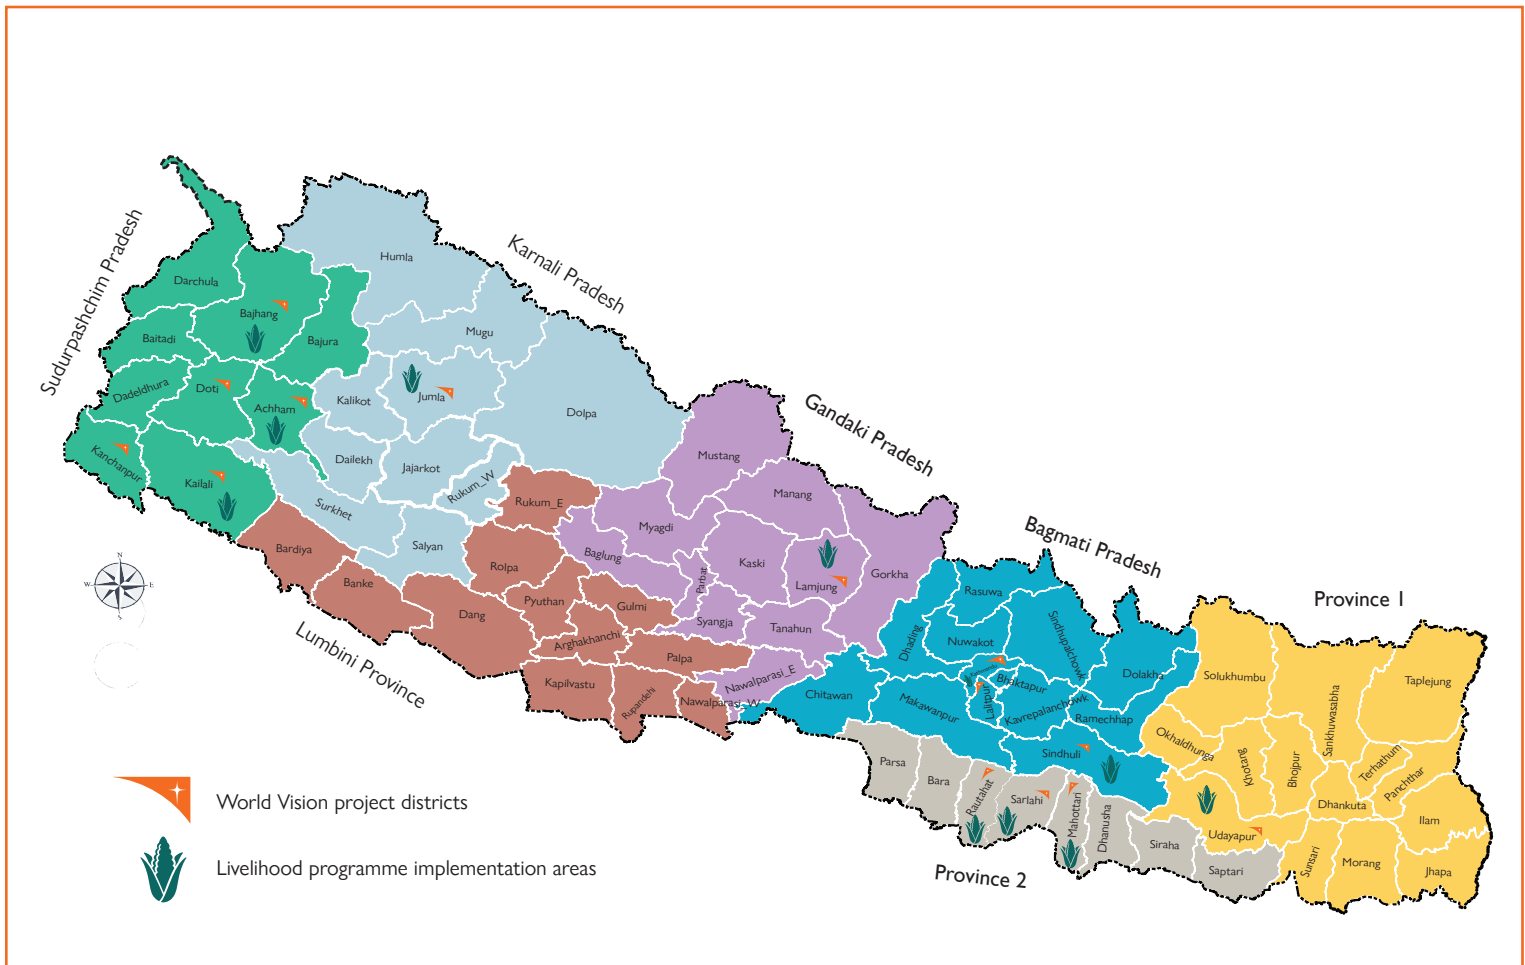 Sudurpashchim Pradesh
Karnali Pradesh
Gandaki Pradesh
Bagmati Pradesh
Province 1
Province 2
Lumbini Province
Darchula
Bajhang
Baitadi
Bajura
Dadeldhura
Doti
Achham
Kanchanpur
Kailali
Humla
Mugu
Jumla
Kalikot
Dolpa
Dailekh
Jajarkot
Rukum_W
Surkhet
Salyan
Rukum_E
Bardiya
Banke
Rolpa
Dang
Pyuthan
Gulmi
Arghakhanchi
Palpa
Kapilvastu
Rupandehi
Nawalparasi_W
Mustang
Manang
Myagdi
Baglung
Parbat
Kaski
Lamjung
Gorkha
Syangja
Tanahun
Nawalparasi_E
Rasuwa
Dhading
Nuwakot
Sindhupalchowk
Dolakha
Bhaktapur
Lalitpur
Kavrepalanchowk
Ramechhap
Chitawan
Makawanpur
Sindhuli
Parsa
Bara
Rautahat
Sarlahi
Mahottari
Dhanusha
Siraha
Saptari
Solukhumbu
Sankhuwasabha
Taplejung
Okhaldhunga
Khotang
Bhojpur
Terhathum
Panchthar
Dhankuta
Ilam
Udayapur
Sunsari
Morang
Jhapa
N
W
E
S
World Vision project districts
Livelihood programme implementation areas